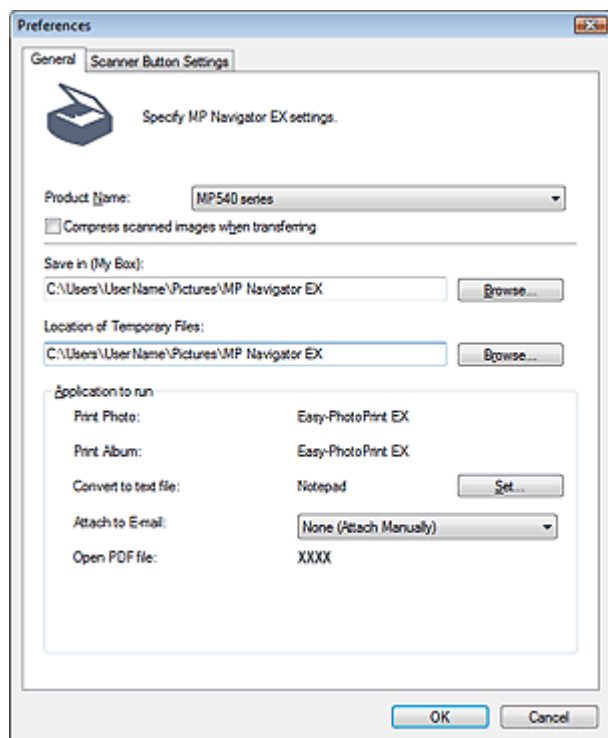 Preferences
General Scanner Button Settings
Specify MP Navigator EX settings.
Product Name: MP540 series
Compress scanned images when transferring
Save in (My Box):
C:\Users\UserName\Pictures\MP Navigator EX Browse...
Location of Temporary Files:
C:\Users\UserName\Pictures\MP Navigator EX Browse...
Application to run
Print Photo: Easy-PhotoPrint EX
Print Album: Easy-PhotoPrint EX
Convert to text file: Notepad Set...
Attach to E-mail: None (Attach Manually)
Open PDF file: XXXX
OK Cancel